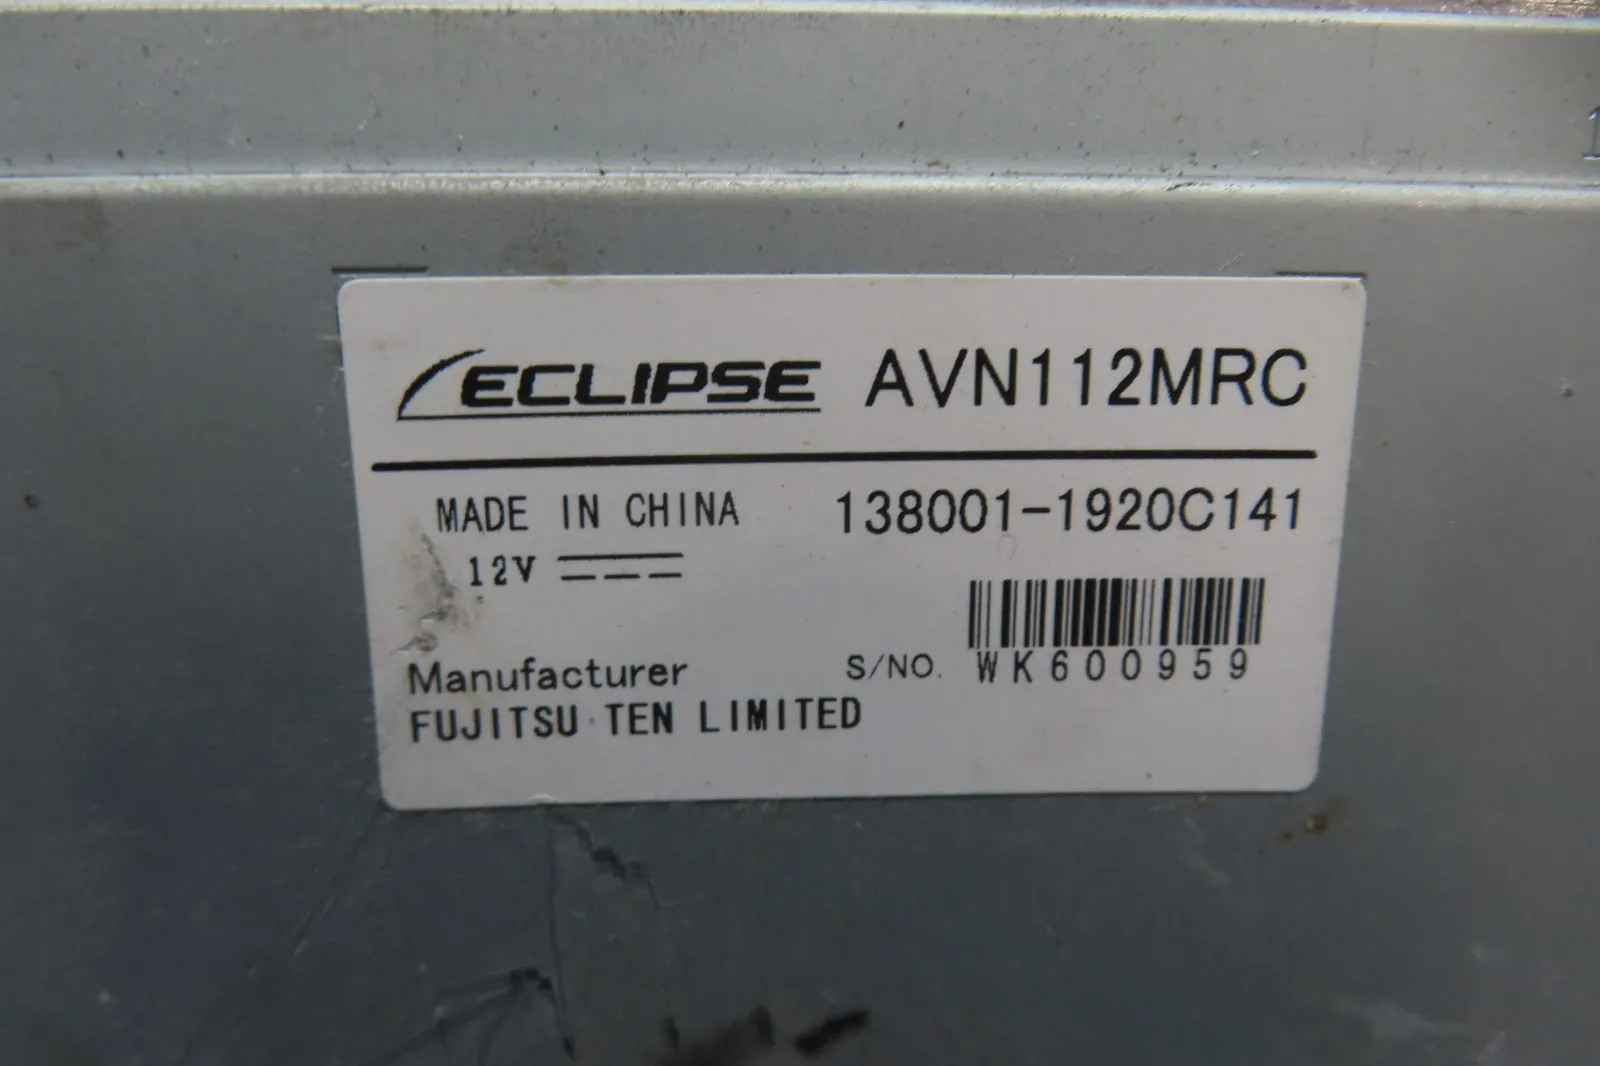 ECLIPSE AVN112MRC
MADE IN CHINA 138001-1920C141
12V
S/NO. WK600959
Manufacturer
FUJITSU TEN LIMITED